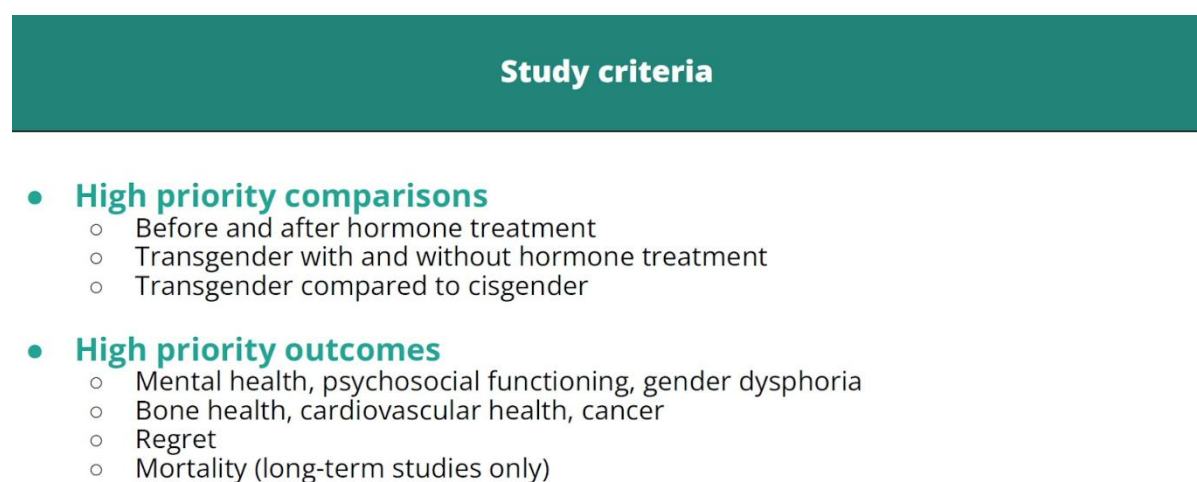 Study criteria
● High priority comparisons
○ Before and after hormone treatment
○ Transgender with and without hormone treatment
○ Transgender compared to cisgender
● High priority outcomes
○ Mental health, psychosocial functioning, gender dysphoria
○ Bone health, cardiovascular health, cancer
○ Regret
○ Mortality (long-term studies only)